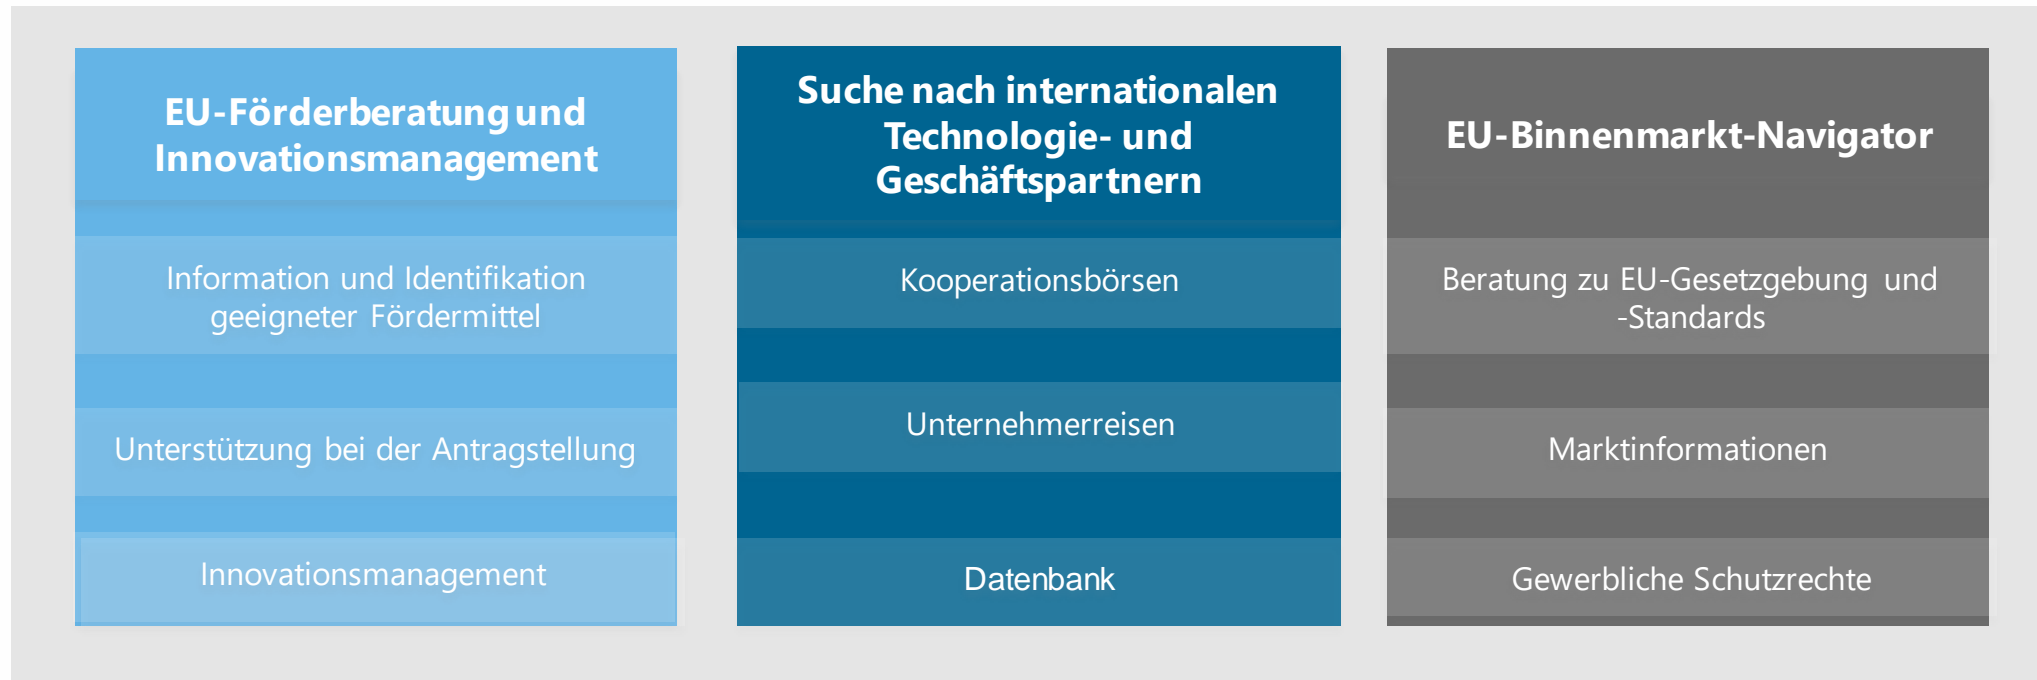 EU-Förderberatung und
Innovationsmanagement
Information und Identifikation
geeigneter Fördermittel
Unterstützung bei der Antragstellung
Innovationsmanagement
Suche nach internationalen
Technologie- und
Geschäftspartnern
Kooperationsbörsen
Unternehmerreisen
Datenbank
EU-Binnenmarkt-Navigator
Beratung zu EU-Gesetzgebung und
-Standards
Marktinformationen
Gewerbliche Schutzrechte